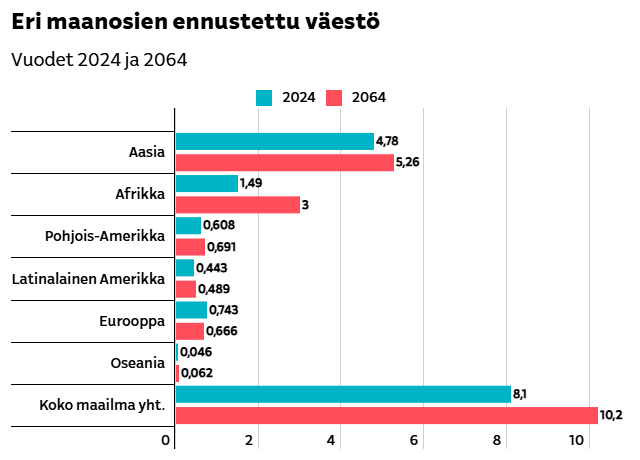 Eri maanosien ennustettu väestö
Vuodet 2024 ja 2064
2024 2064
Aasia 4,78
5,26
Afrikka 1,49
3
Pohjois-Amerikka 0,608
0,691
Latinalainen Amerikka 0,443
0,489
Eurooppa 0,743
0,666
Oseania 0,046
0,062
Koko maailma yht. 8,1
10,2
0 2 4 6 8 10